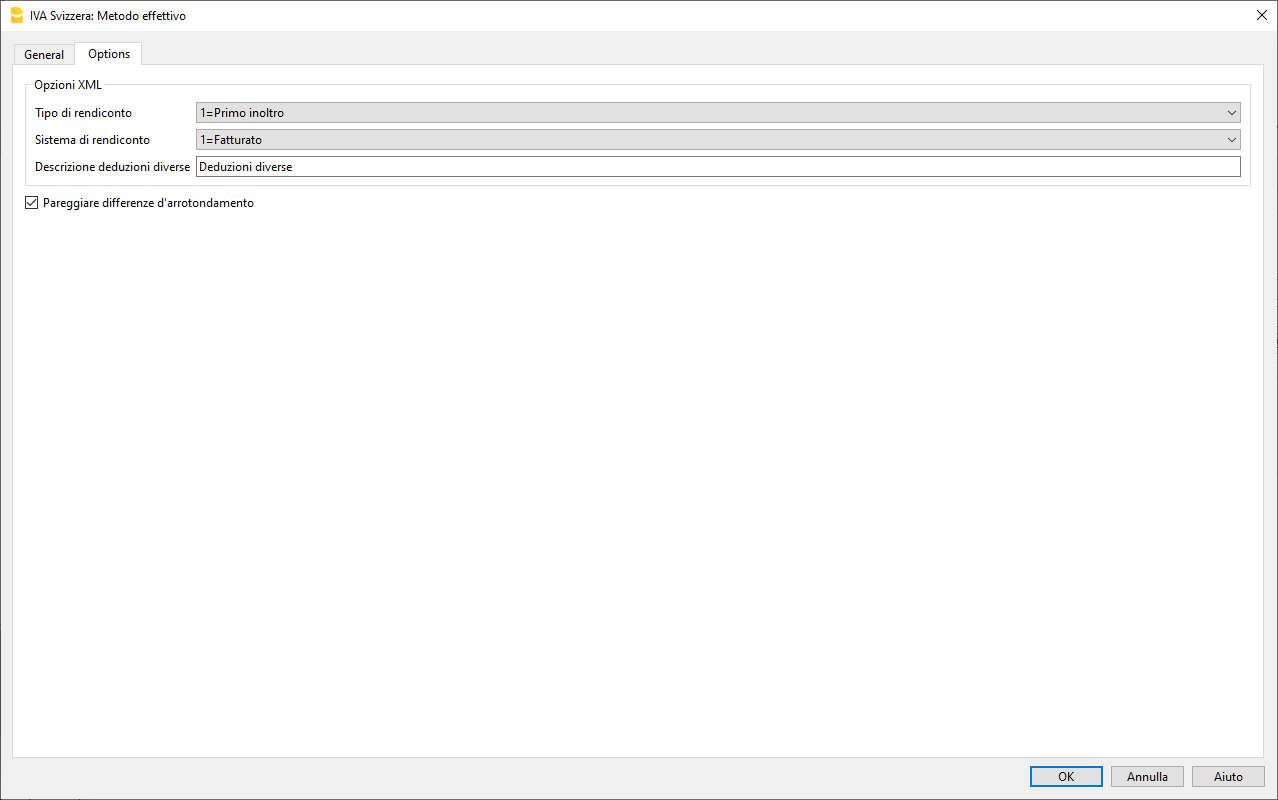 IVA Svizzera: Metodo effettivo
General Options
Opzioni XML
Tipo di rendiconto 1=Primo inoltro
Sistema di rendiconto 1=Fatturato
Descrizione deduzioni diverse Deduzioni diverse
Pareggiare differenze d'arrotondamento
OK Annulla Aiuto